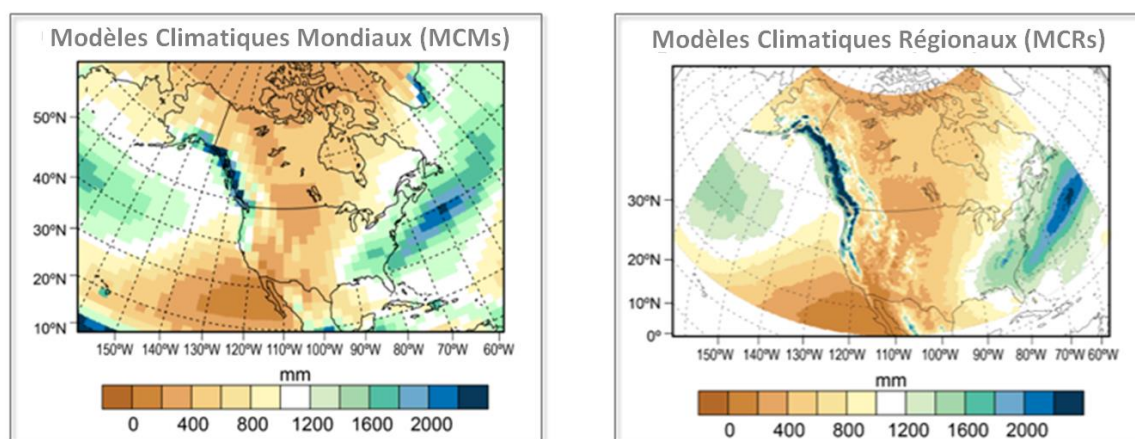 Modèles Climatiques Mondiaux (MCMs)
50°N
40°N
30°N
20°N
10°N
150°W 140°W 130°W 120°W 110°W 100°W 90°W 80°W 70°W 60°W
mm
0 400 800 1200 1600 2000
Modèles Climatiques Régionaux (MCRs)
30°N
20°N
10°N
0°
150°W 140°W 130°W 120°W 110°W 100°W 90°W 80°W 70°W 60°W
mm
0 400 800 1200 1600 2000